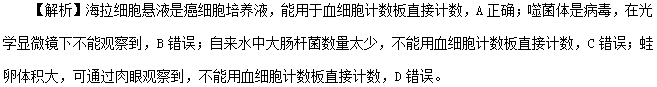 【解析】海拉细胞悬液是癌细胞培养液，能用于血细胞计数板直接计数，A 正确；噬菌体是病毒，在光
学显微镜下不能观察到，B 错误；自来水中大肠杆菌数量太少，不能用血细胞计数板直接计数，C 错误；蛙
卵体积大，可通过肉眼观察到，不能用血细胞计数板直接计数，D 错误。